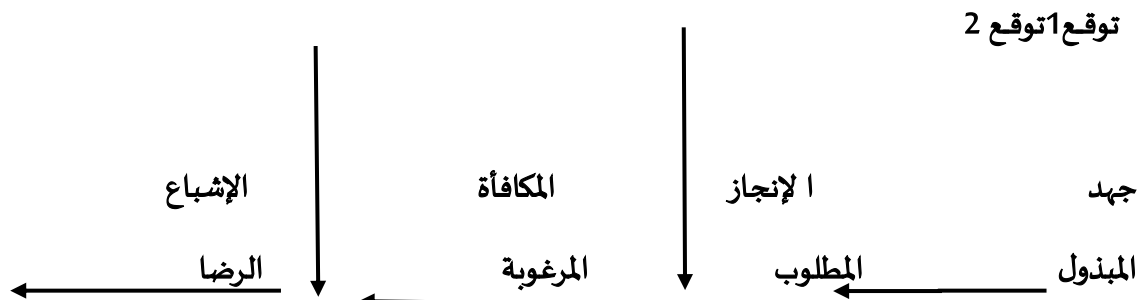 توقع1توقع 2
جهد ا لإنجاز المكافأة الإشباع
المبذول المطلوب المرغوبة الرضا